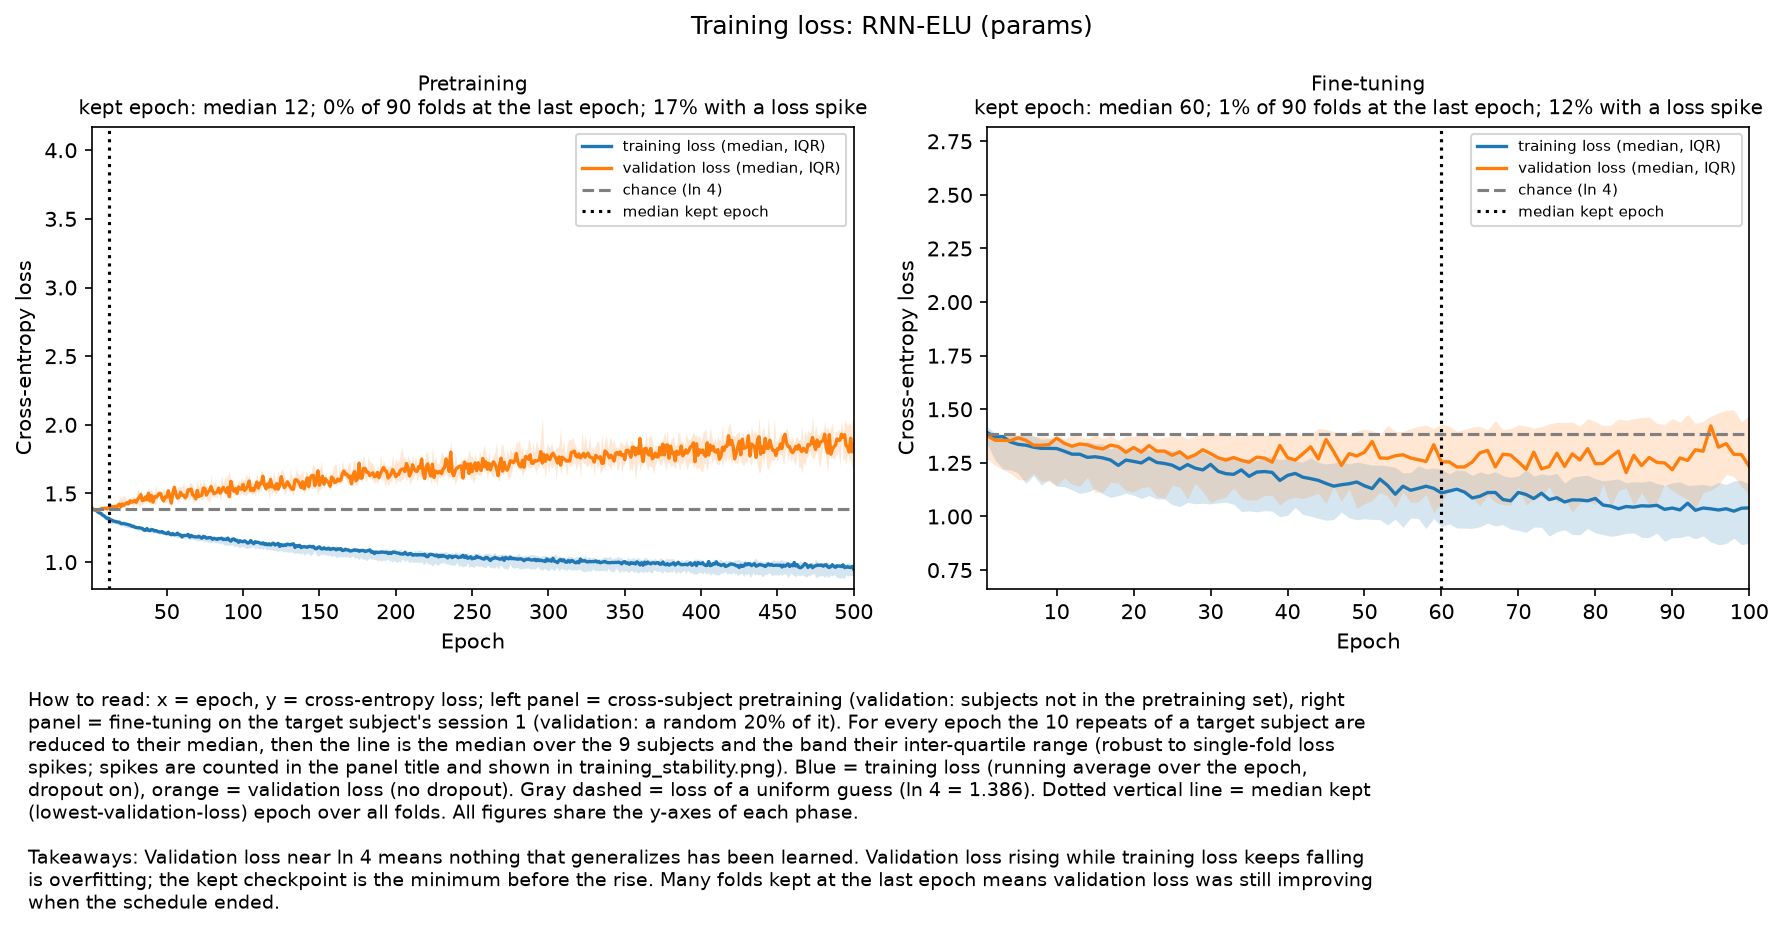 Training loss: RNN-ELU (params)
Pretraining
kept epoch: median 12; 0% of 90 folds at the last epoch; 17% with a loss spike
training loss (median, IQR)
validation loss (median, IQR)
chance (ln 4)
median kept epoch
4.0
3.5
3.0
2.5
2.0
1.5
1.0
Cross-entropy loss
50 100 150 200 250 300 350 400 450 500
Epoch
Fine-tuning
kept epoch: median 60; 1% of 90 folds at the last epoch; 12% with a loss spike
training loss (median, IQR)
validation loss (median, IQR)
chance (ln 4)
median kept epoch
2.75
2.50
2.25
2.00
1.75
1.50
1.25
1.00
0.75
Cross-entropy loss
10 20 30 40 50 60 70 80 90 100
Epoch
How to read: x = epoch, y = cross-entropy loss; left panel = cross-subject pretraining (validation: subjects not in the pretraining set), right
panel = fine-tuning on the target subject's session 1 (validation: a random 20% of it). For every epoch the 10 repeats of a target subject are
reduced to their median, then the line is the median over the 9 subjects and the band their inter-quartile range (robust to single-fold loss
spikes; spikes are counted in the panel title and shown in training_stability.png). Blue = training loss (running average over the epoch,
dropout on), orange = validation loss (no dropout). Gray dashed = loss of a uniform guess (ln 4 = 1.386). Dotted vertical line = median kept
(lowest-validation-loss) epoch over all folds. All figures share the y-axes of each phase.
Takeaways: Validation loss near ln 4 means nothing that generalizes has been learned. Validation loss rising while training loss keeps falling
is overfitting; the kept checkpoint is the minimum before the rise. Many folds kept at the last epoch means validation loss was still improving
when the schedule ended.